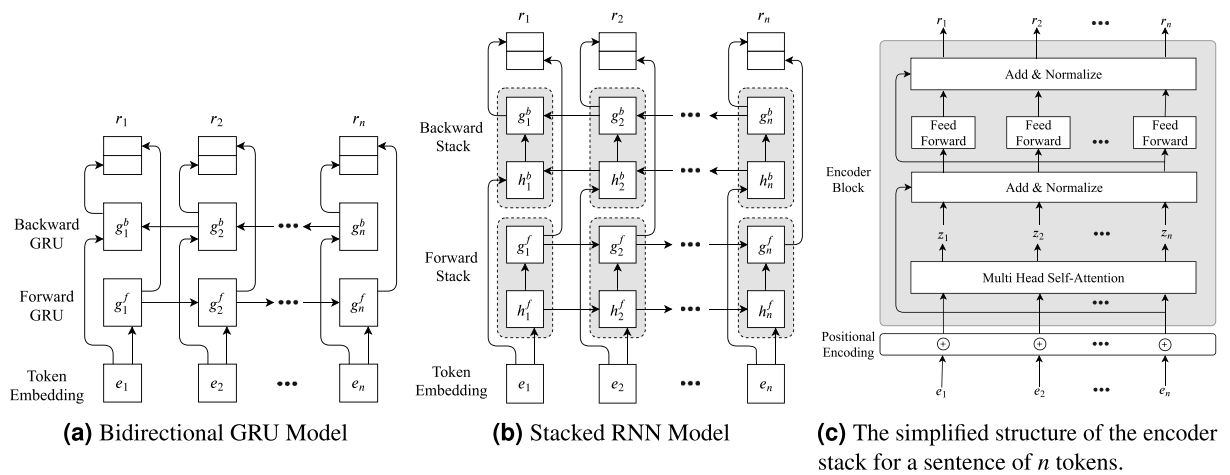 r₁ r₂ rₙ
Backward GRU
g₁ᵇ g₂ᵇ ••• gₙᵇ
Forward GRU
g₁ᶠ g₂ᶠ ••• gₙᶠ
Token Embedding
e₁ e₂ ••• eₙ
(a) Bidirectional GRU Model
r₁ r₂ rₙ
Backward Stack
g₁ᵇ g₂ᵇ ••• gₙᵇ
h₁ᵇ h₂ᵇ ••• hₙᵇ
Forward Stack
g₁ᶠ g₂ᶠ ••• gₙᶠ
h₁ᶠ h₂ᶠ ••• hₙᶠ
Token Embedding
e₁ e₂ ••• eₙ
(b) Stacked RNN Model
r₁ r₂ ••• rₙ
Add & Normalize
Feed Forward Feed Forward ••• Feed Forward
Encoder Block
Add & Normalize
z₁ z₂ ••• zₙ
Multi Head Self-Attention
•••
Positional Encoding
+ + ••• +
e₁ e₂ ••• eₙ
(c) The simplified structure of the encoder
stack for a sentence of n tokens.